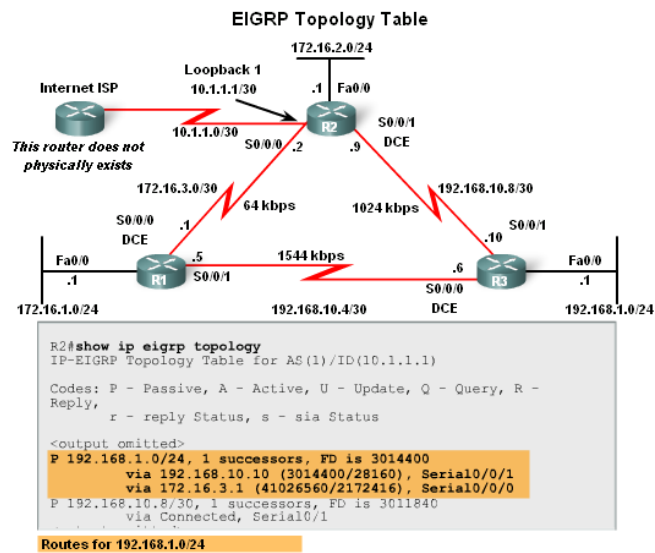 EIGRP Topology Table
172.16.2.0/24
Loopback 1
10.1.1.1/30
.1 Fa0/0
Internet ISP
R2
S0/0/1
DCE
10.1.1.0/30
This router does not
physically exists
S0/0/0
.2
.9
172.16.3.0/30
192.168.10.8/30
64 kbps
1024 kbps
S0/0/0
DCE
.1
S0/0/1
.10
Fa0/0
.1
R1
.5
S0/0/1
1544 kbps
.6
S0/0/0
DCE
R3
Fa0/0
.1
172.16.1.0/24
192.168.10.4/30
192.168.1.0/24
R2#show ip eigrp topology
IP-EIGRP Topology Table for AS(1)/ID(10.1.1.1)
Codes: P - Passive, A - Active, U - Update, Q - Query, R -
Reply,
r - reply Status, s - sia Status
<output omitted>
P 192.168.1.0/24, 1 successors, FD is 3014400
via 192.168.10.10 (3014400/28160), Serial0/0/1
via 172.16.3.1 (41026560/2172416), Serial0/0/0
P 192.168.10.8/30, 1 successors, FD is 3011840
via Connected, Serial0/1
Routes for 192.168.1.0/24